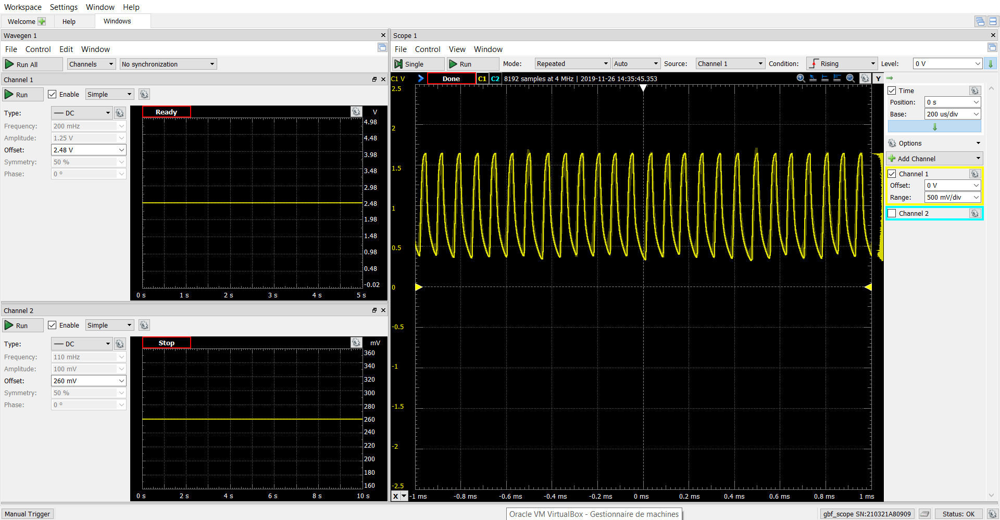 Workspace Settings Window Help
Welcome Help Windows
Wavegen 1
File Control Edit Window
Run All Channels No synchronization
Channel 1
Run Enable Simple
Type: DC
Frequency: 200 mHz
Amplitude: 1.25 V
Offset: 2.48 V
Symmetry: 50 %
Phase: 0 º
Ready V
4.98
4.48
3.98
3.48
2.98
2.48
1.98
1.48
0.98
0.48
-0.02
0 s 1 s 2 s 3 s 4 s 5 s
Channel 2
Run Enable Simple
Type: DC
Frequency: 110 mHz
Amplitude: 100 mV
Offset: 260 mV
Symmetry: 50 %
Phase: 0 º
Stop mV
360
340
320
300
280
260
240
220
200
180
160
0 s 2 s 4 s 6 s 8 s 10 s
Scope 1
File Control View Window
Single Run Mode: Repeated Auto Source: Channel 1 Condition: Rising Level: 0 V
C1 V Done C1 C2 8192 samples at 4 MHz | 2019-11-26 14:35:45.353 Y
2.5
2
1.5
1
0.5
0
-0.5
-1
-1.5
-2
-2.5
X -1 ms -0.8 ms -0.6 ms -0.4 ms -0.2 ms 0 ms 0.2 ms 0.4 ms 0.6 ms 0.8 ms 1 ms
Time
Position: 0 s
Base: 200 us/div
Options
Add Channel
Channel 1
Offset: 0 V
Range: 500 mV/div
Channel 2
Manual Trigger Oracle VM VirtualBox - Gestionnaire de machines gbf_scope SN:210321A80909 Status: OK